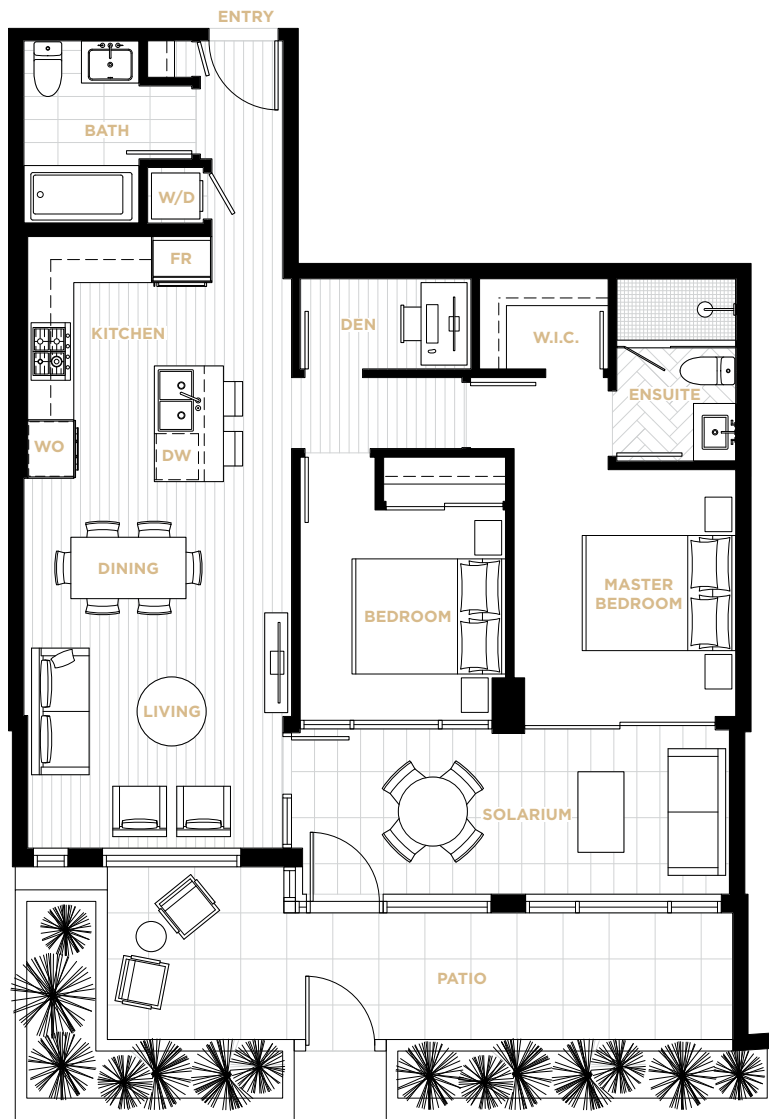 ENTRY
BATH
W/D
FR
KITCHEN
DEN
W.I.C.
ENSUITE
WO
DW
DINING
BEDROOM
MASTER
BEDROOM
LIVING
SOLARIUM
PATIO